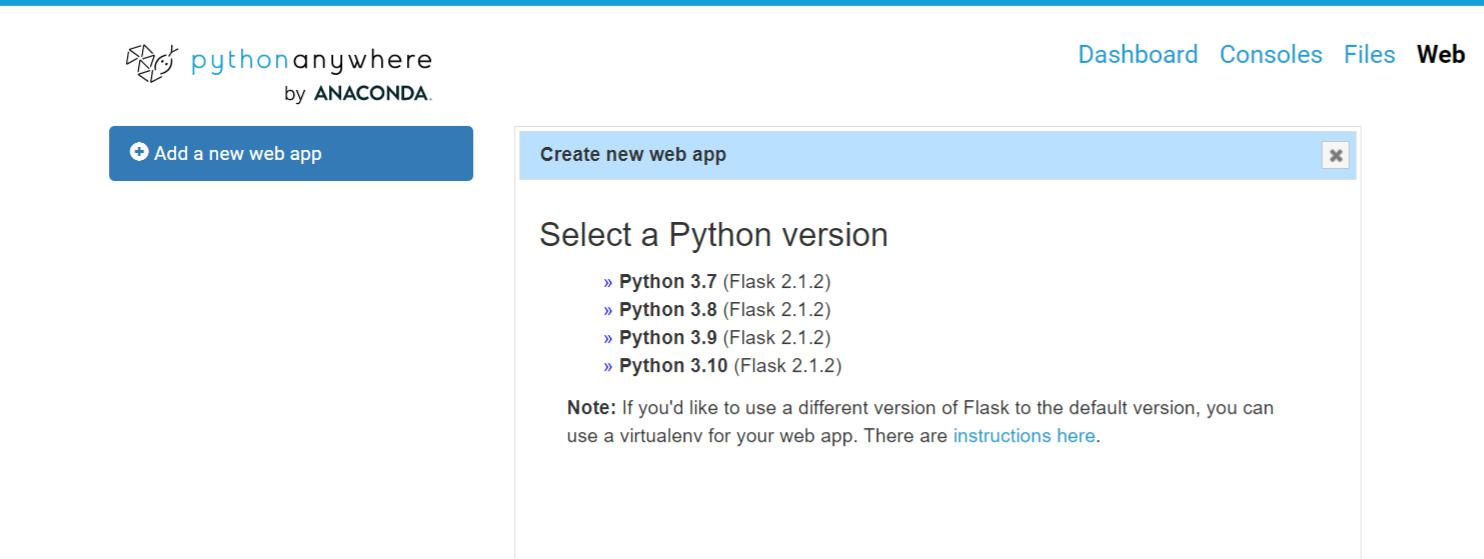 pythonanywhere
by ANACONDA.
Dashboard Consoles Files Web
Add a new web app
Create new web app
Select a Python version
» Python 3.7 (Flask 2.1.2)
» Python 3.8 (Flask 2.1.2)
» Python 3.9 (Flask 2.1.2)
» Python 3.10 (Flask 2.1.2)
Note: If you'd like to use a different version of Flask to the default version, you can
use a virtualenv for your web app. There are instructions here.